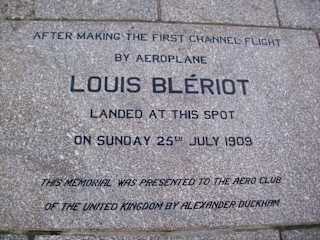 AFTER MAKING THE FIRST CHANNEL FLIGHT
BY AEROPLANE
LOUIS BLÉRIOT
LANDED AT THIS SPOT
ON SUNDAY 25TH JULY 1909
THIS MEMORIAL WAS PRESENTED TO THE AERO CLUB
OF THE UNITED KINGDOM BY ALEXANDER DUCKHAM